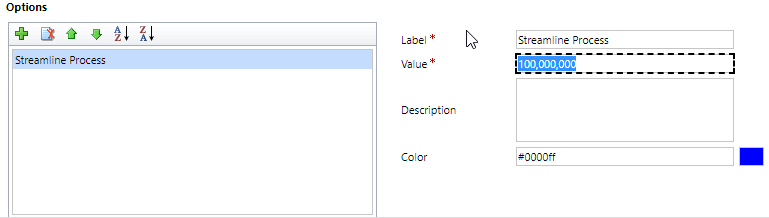 Options
A
Z
Z
A
Streamline Process
Label *
Streamline Process
Value *
100,000,000
Description
Color
#0000ff